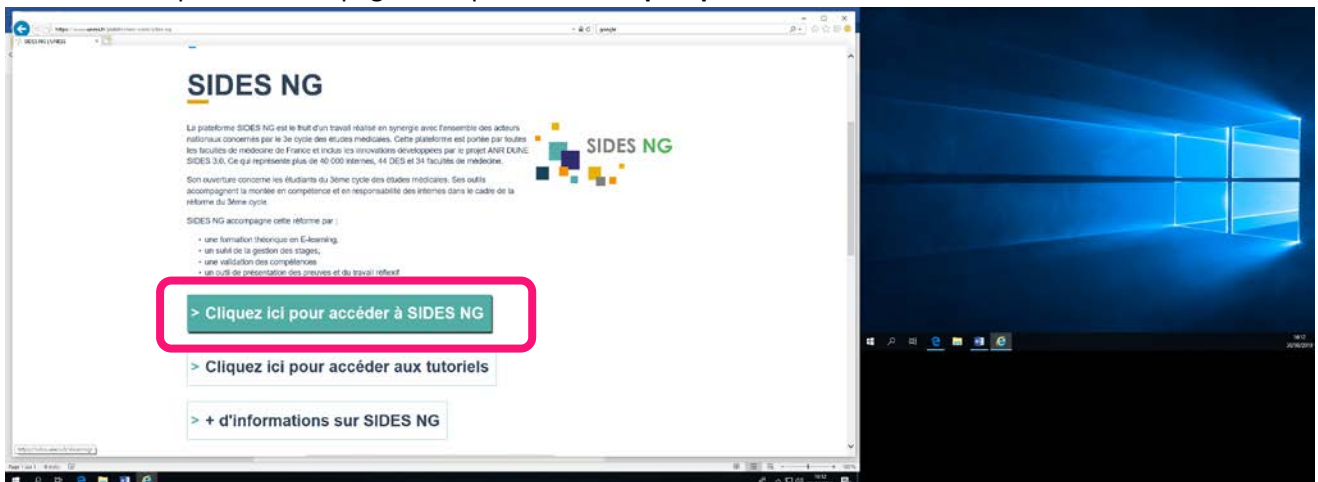 SIDES NG | UNESS
google
SIDES NG
La plateforme SIDES NG est le fruit d'un travail réalisé en synergie avec l'ensemble des acteurs
nationaux concernés par le 3e cycle des études médicales. Cette plateforme est portée par toutes
les facultés de médecine de France et inclus les innovations développées par le projet ANR DUNE
SIDES 3.0. Ce qui représente plus de 40 000 internes, 44 DES et 34 facultés de médecine.
SIDES NG
Son ouverture concerne les étudiants du 3ème cycle des études médicales. Ses outils
accompagnent la montée en compétence et en responsabilité des internes dans le cadre de la
réforme du 3ème cycle.
SIDES NG accompagne cette réforme par :
• une formation théorique en E-learning,
• un suivi de la gestion des stages,
• une validation des compétences
• un outil de présentation des preuves et du travail réflexif
> Cliquez ici pour accéder à SIDES NG
> Cliquez ici pour accéder aux tutoriels
> + d'informations sur SIDES NG
16:12